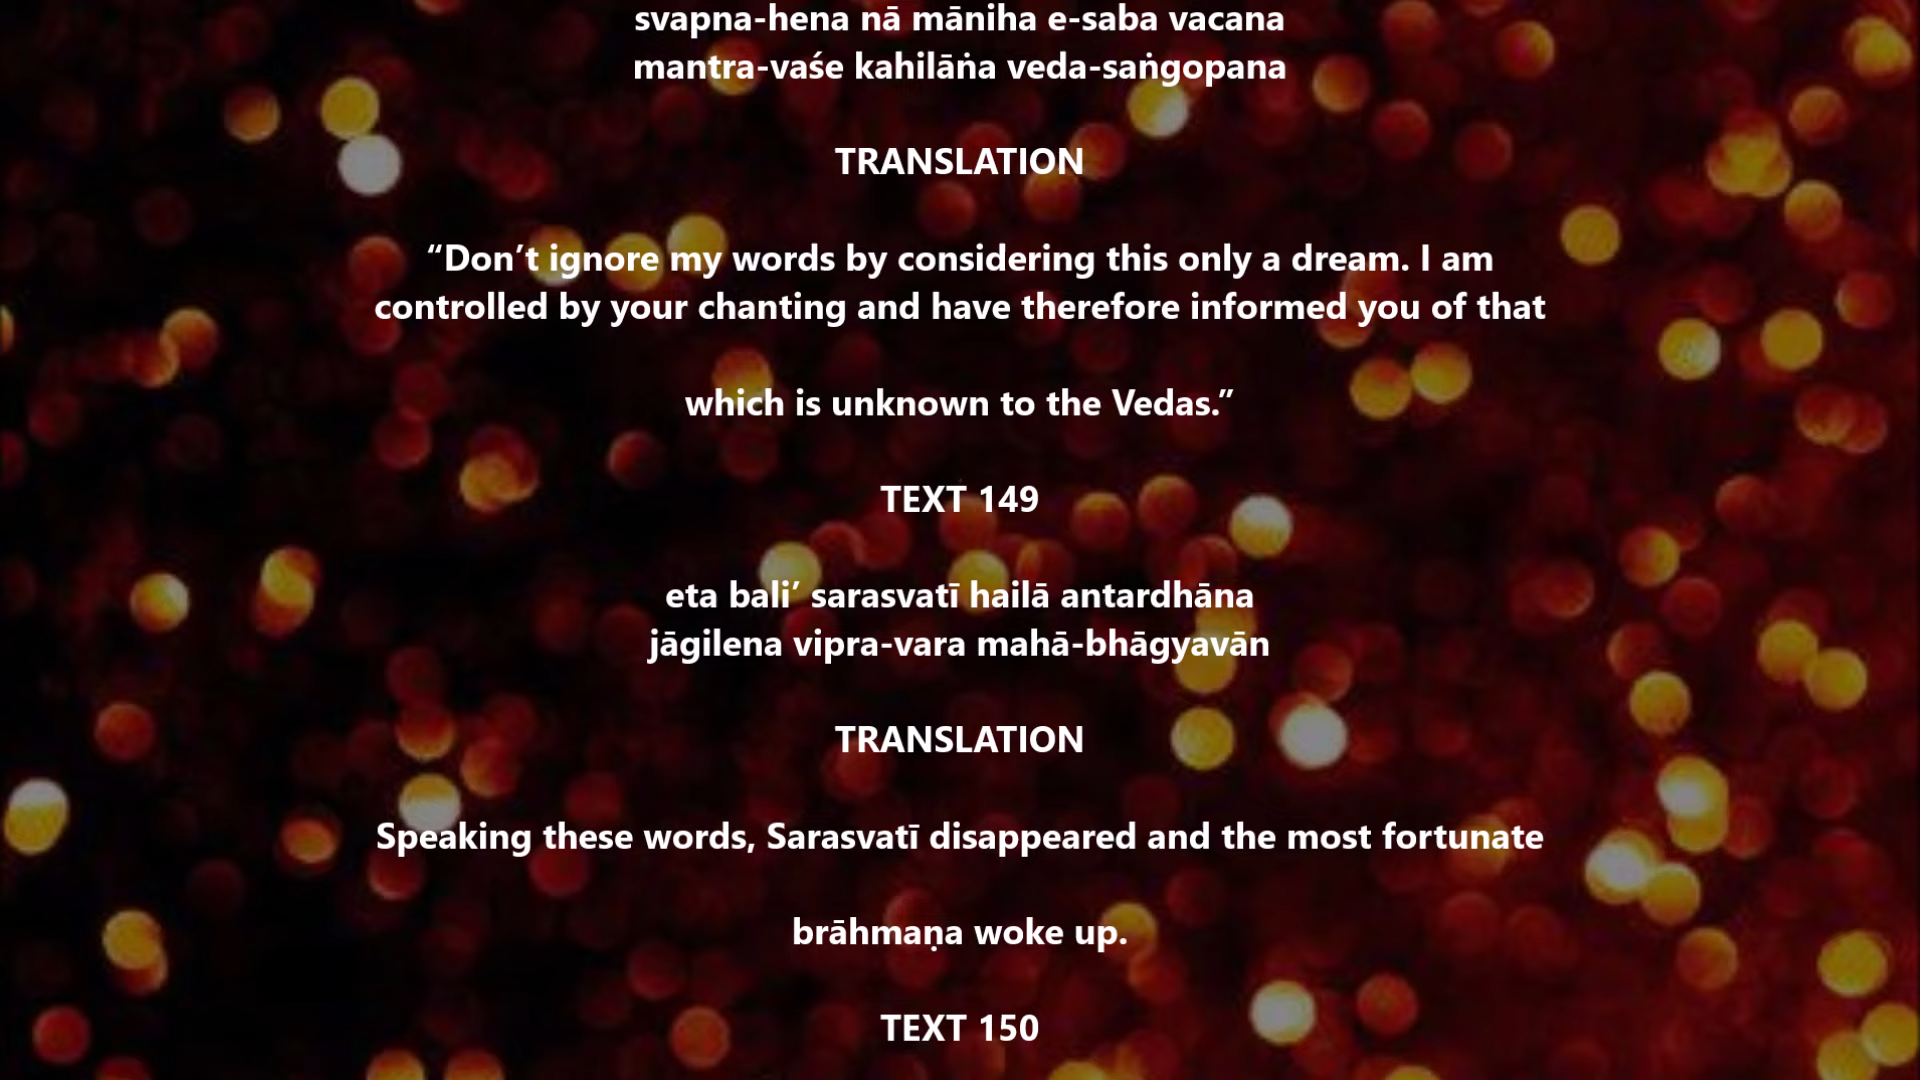 svapna-hena nā māniha e-saba vacana
mantra-vaśe kahilāṅa veda-saṅgopana
TRANSLATION
“Don’t ignore my words by considering this only a dream. I am
controlled by your chanting and have therefore informed you of that
which is unknown to the Vedas.”
TEXT 149
eta bali’ sarasvatī hailā antardhāna
jāgilena vipra-vara mahā-bhāgyavān
TRANSLATION
Speaking these words, Sarasvatī disappeared and the most fortunate
brāhmaṇa woke up.
TEXT 150